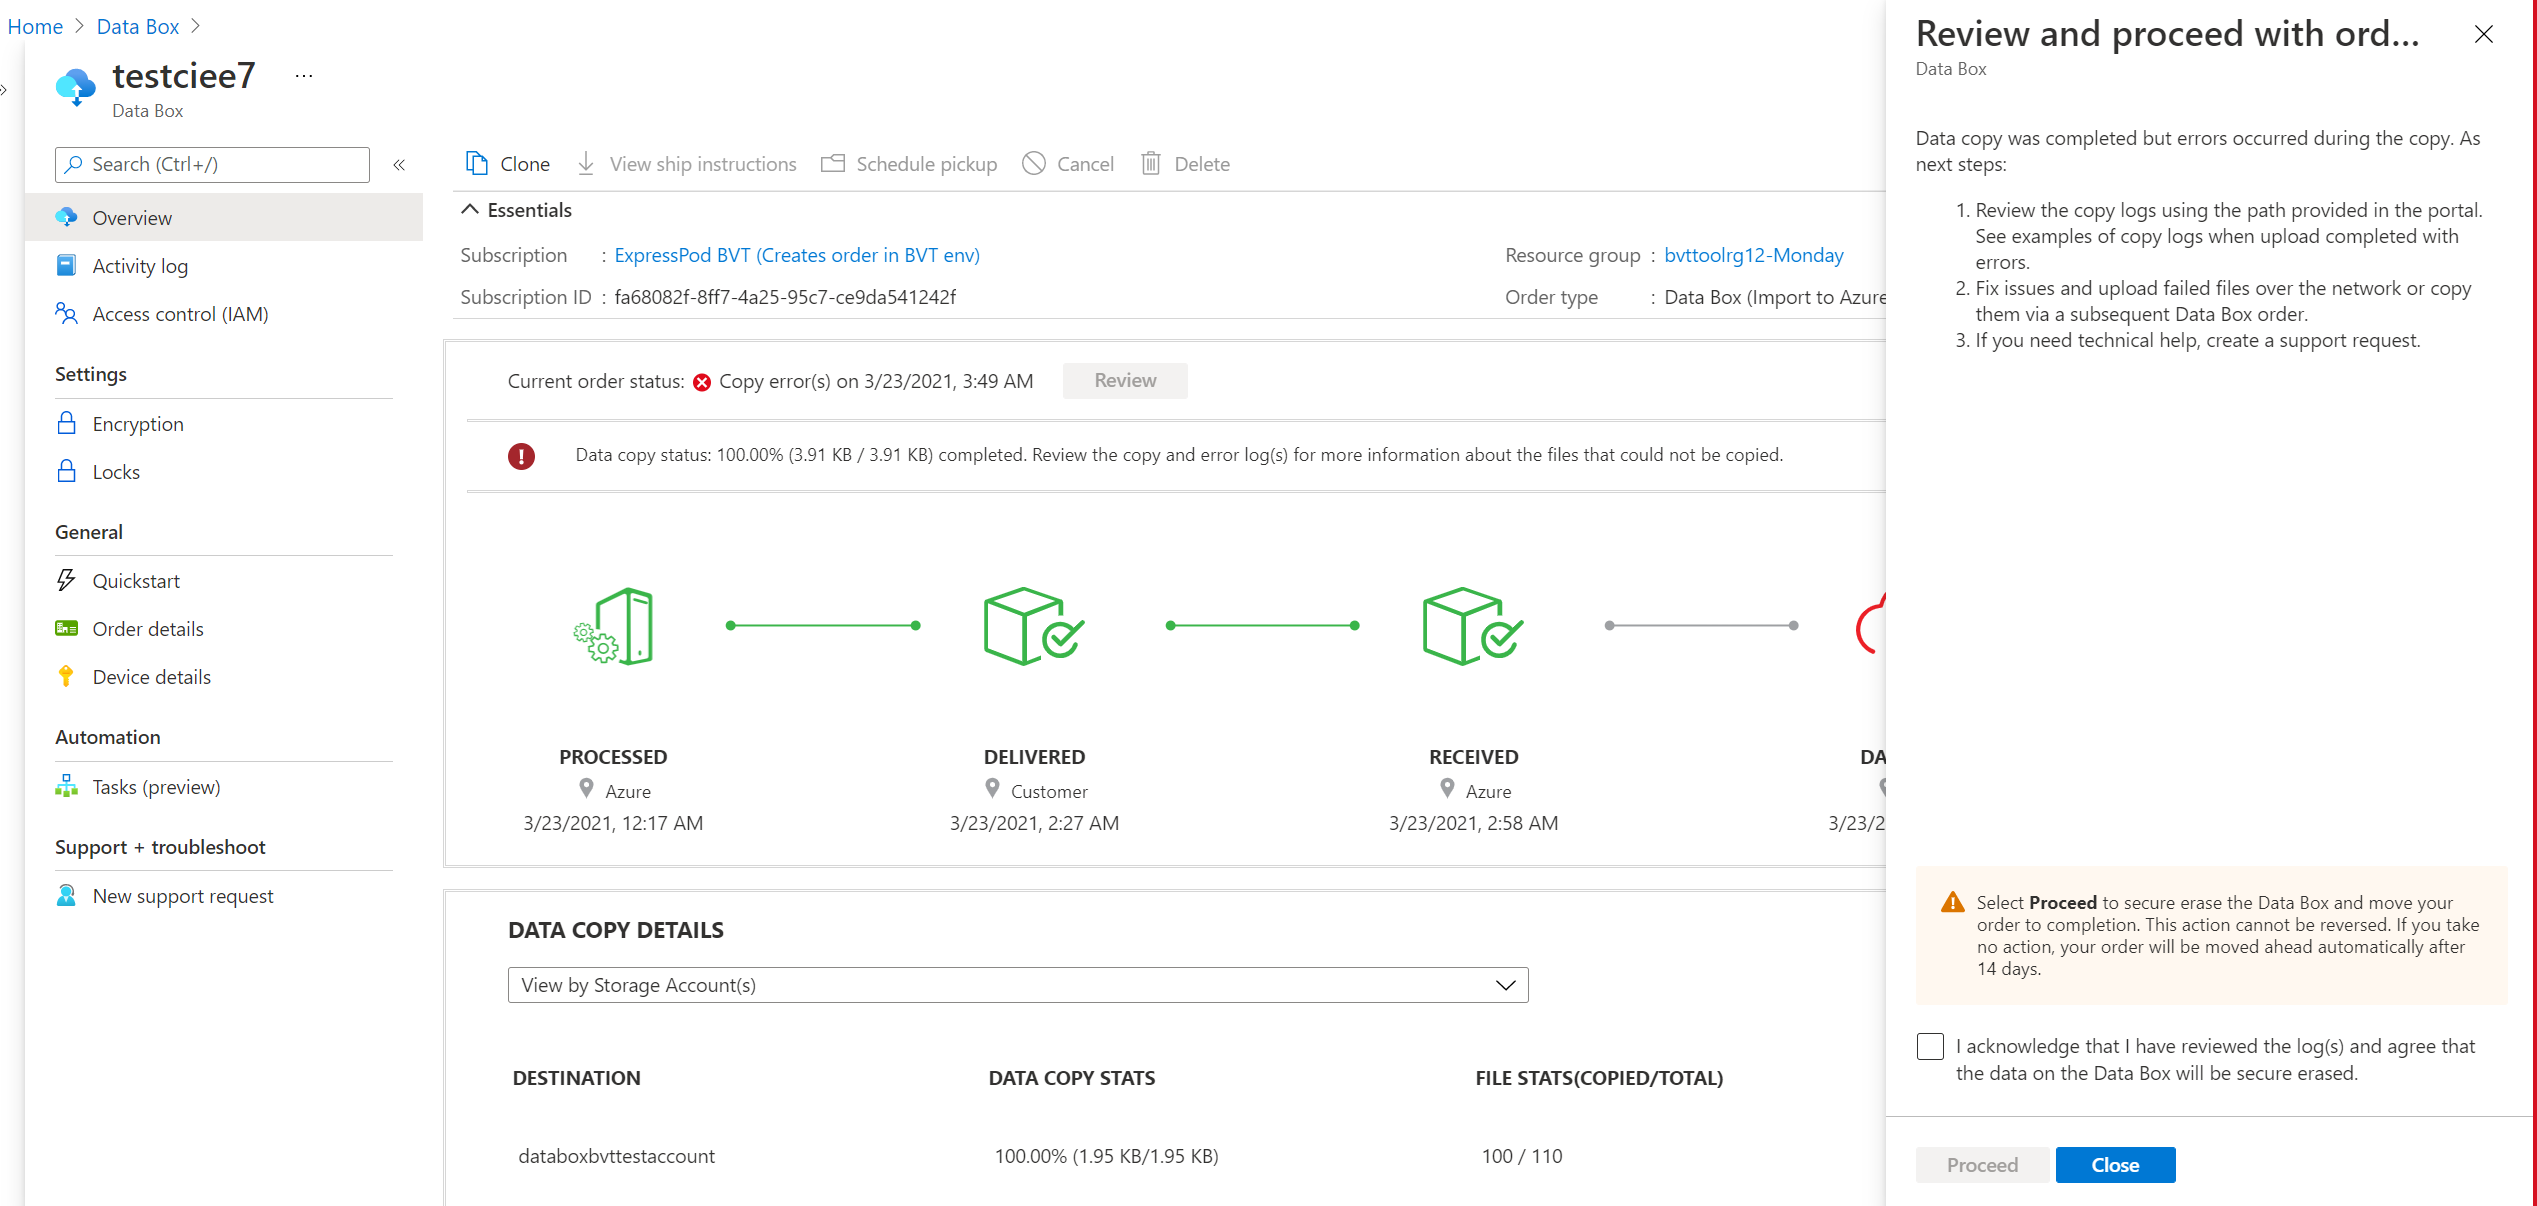 Home > Data Box >
testciee7 ...
Data Box
Search (Ctrl+/) «
Overview
Activity log
Access control (IAM)
Settings
Encryption
Locks
General
Quickstart
Order details
Device details
Automation
Tasks (preview)
Support + troubleshoot
New support request
Clone View ship instructions Schedule pickup Cancel Delete
Essentials
Subscription : ExpressPod BVT (Creates order in BVT env)
Resource group : bvttoolrg12-Monday
Subscription ID : fa68082f-8ff7-4a25-95c7-ce9da541242f
Order type : Data Box (Import to Azure
Current order status: Copy error(s) on 3/23/2021, 3:49 AM Review
Data copy status: 100.00% (3.91 KB / 3.91 KB) completed. Review the copy and error log(s) for more information about the files that could not be copied.
PROCESSED DELIVERED RECEIVED DA
Azure Customer Azure
3/23/2021, 12:17 AM 3/23/2021, 2:27 AM 3/23/2021, 2:58 AM 3/23/2
DATA COPY DETAILS
View by Storage Account(s)
DESTINATION DATA COPY STATS FILE STATS(COPIED/TOTAL)
databoxbvttestaccount 100.00% (1.95 KB/1.95 KB) 100 / 110
Review and proceed with ord...
Data Box
Data copy was completed but errors occurred during the copy. As
next steps:
1. Review the copy logs using the path provided in the portal.
See examples of copy logs when upload completed with
errors.
2. Fix issues and upload failed files over the network or copy
them via a subsequent Data Box order.
3. If you need technical help, create a support request.
Select Proceed to secure erase the Data Box and move your
order to completion. This action cannot be reversed. If you take
no action, your order will be moved ahead automatically after
14 days.
I acknowledge that I have reviewed the log(s) and agree that
the data on the Data Box will be secure erased.
Proceed Close